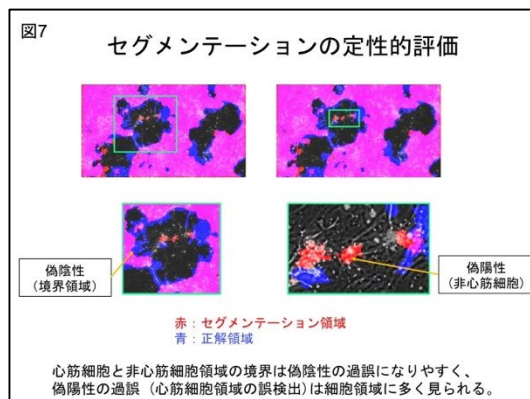 図7
セグメンテーションの定性的評価
偽陰性
(境界領域)
偽陽性
(非心筋細胞)
赤：セグメンテーション領域
青：正解領域
心筋細胞と非心筋細胞領域の境界は偽陰性の過誤になりやすく、
偽陽性の過誤（心筋細胞領域の誤検出）は細胞領域に多く見られる。